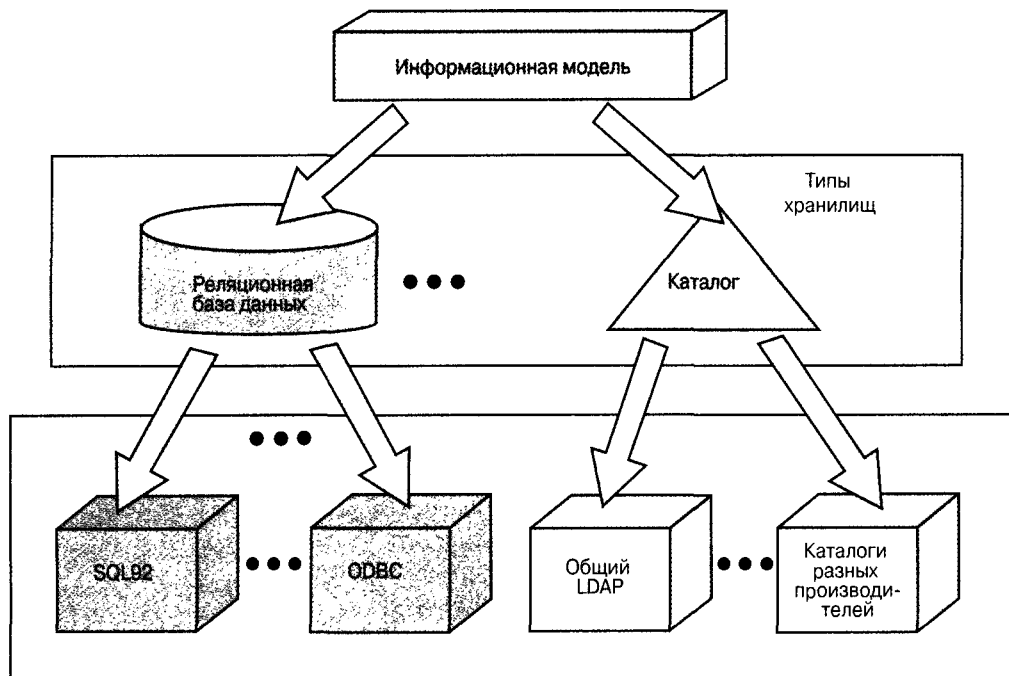 Информационная модель
Типы
хранилищ
Реляционная
база данных
Каталог
SQL92
ODBC
Общий
LDAP
Каталоги
разных
производи-
телей